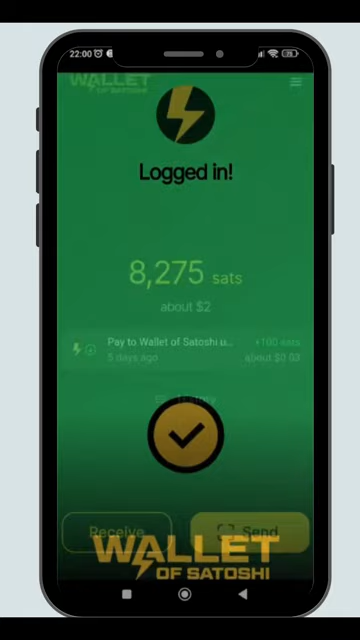 22:00
WALLET
OF SATOSHI
Logged in!
8,275 sats
about $2
Pay to Wallet of Satoshi u...
+100 sats
5 days ago
about $0.03
Receive
Send
WALLET
OF SATOSHI